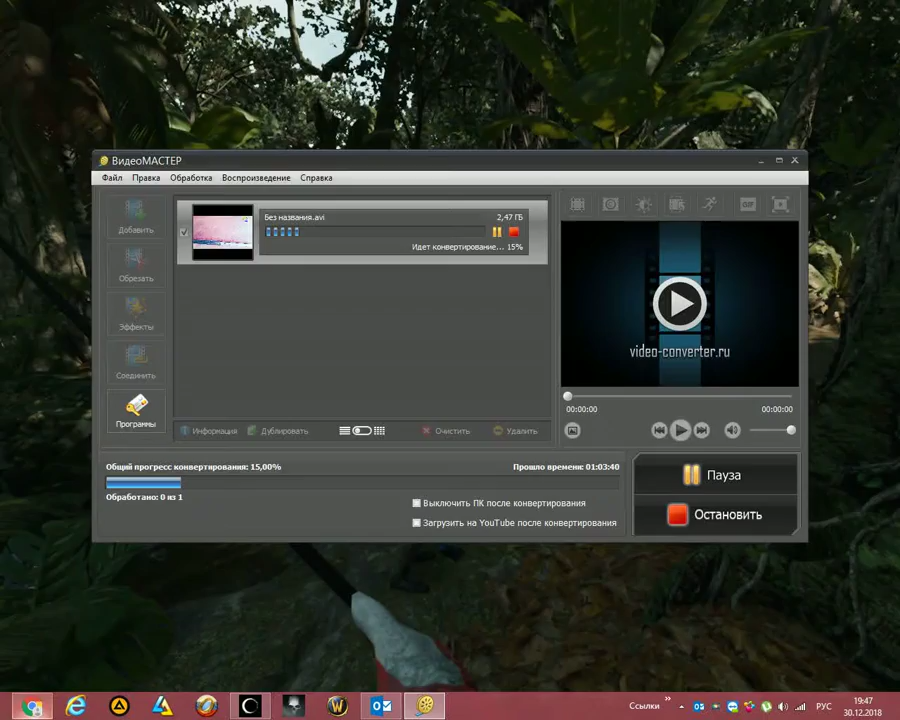 ВидеоМАСТЕР
Файл Правка Обработка Воспроизведение Справка
Добавить
Обрезать
Эффекты
Соединить
Программы
Без названия.avi 2,47 ГБ
Идет конвертирование... 15%
GIF
video-converter.ru
00:00:00 00:00:00
Информация Дублировать Очистить Удалить
Общий прогресс конвертирования: 15,00% Прошло времени: 01:03:40
Обработано: 0 из 1
Выключить ПК после конвертирования
Загрузить на YouTube после конвертирования
Пауза
Остановить
Ссылки » РУС 19:47
30.12.2018